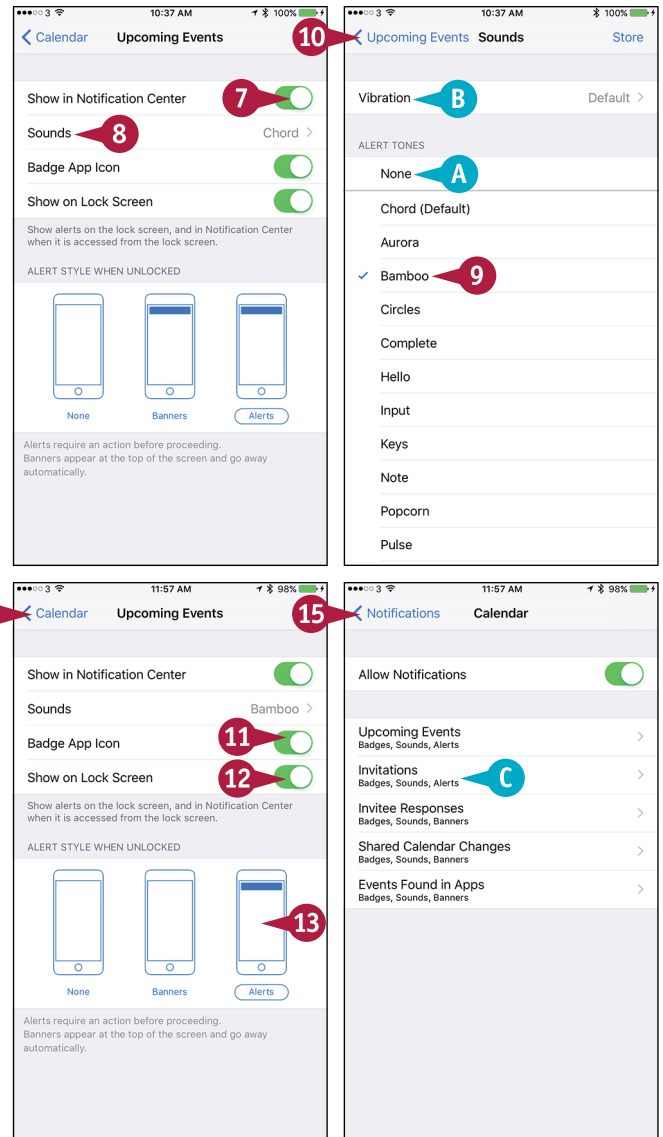 3 10:37 AM 100%
Calendar Upcoming Events
Show in Notification Center 7
Sounds 8 Chord
Badge App Icon
Show on Lock Screen
Show alerts on the lock screen, and in Notification Center
when it is accessed from the lock screen.
ALERT STYLE WHEN UNLOCKED
None Banners Alerts
Alerts require an action before proceeding.
Banners appear at the top of the screen and go away
automatically.
3 10:37 AM 100%
10 Upcoming Events Sounds Store
Vibration B Default
ALERT TONES
None A
Chord (Default)
Aurora
Bamboo 9
Circles
Complete
Hello
Input
Keys
Note
Popcorn
Pulse
3 11:57 AM 98%
Calendar Upcoming Events
Show in Notification Center
Sounds Bamboo
Badge App Icon 11
Show on Lock Screen 12
Show alerts on the lock screen, and in Notification Center
when it is accessed from the lock screen.
ALERT STYLE WHEN UNLOCKED
13
None Banners Alerts
Alerts require an action before proceeding.
Banners appear at the top of the screen and go away
automatically.
3 11:57 AM 98%
15 Notifications Calendar
Allow Notifications
Upcoming Events
Badges, Sounds, Alerts
Invitations
Badges, Sounds, Alerts C
Invitee Responses
Badges, Sounds, Banners
Shared Calendar Changes
Badges, Sounds, Banners
Events Found in Apps
Badges, Sounds, Banners